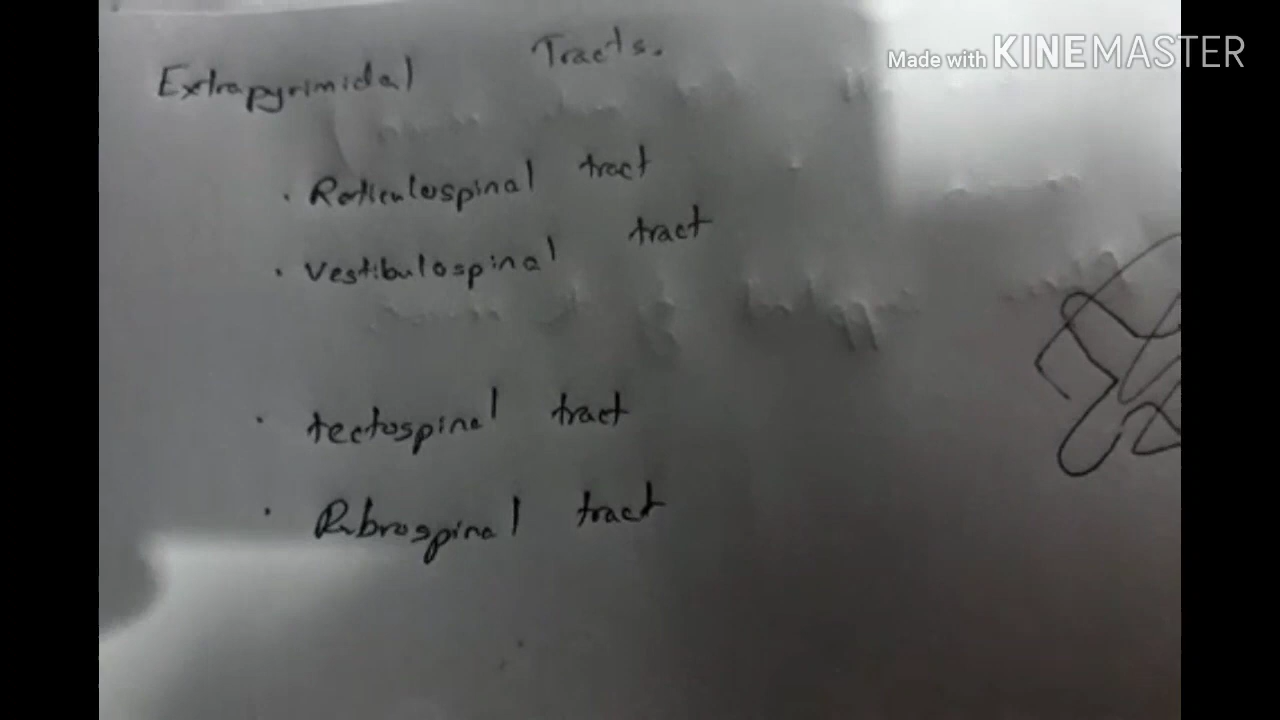 Made with KINEMASTER
Extrapyrimidal Tracts.
· Reticulospinal tract
· Vestibulospinal tract
· tectospinal tract
· Rubrospinal tract